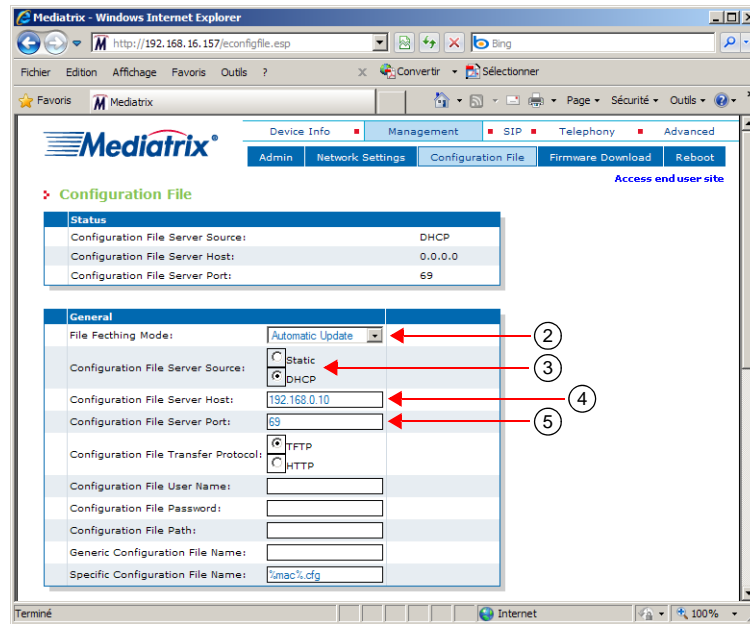 Mediatrix - Windows Internet Explorer
http://192.168.16.157/econfigfile.esp
Bing
Fichier Edition Affichage Favoris Outils ? x Convertir Sélectionner
Favoris Mediatrix Page Sécurité Outils
Mediatrix®
Device Info Management SIP Telephony Advanced
Admin Network Settings Configuration File Firmware Download Reboot
Access end user site
Configuration File
Status
Configuration File Server Source: DHCP
Configuration File Server Host: 0.0.0.0
Configuration File Server Port: 69
General
File Fecthing Mode: Automatic Update 2
Configuration File Server Source: Static DHCP 3
Configuration File Server Host: 192.168.0.10 4
Configuration File Server Port: 69 5
Configuration File Transfer Protocol: TFTP HTTP
Configuration File User Name:
Configuration File Password:
Configuration File Path:
Generic Configuration File Name:
Specific Configuration File Name: %mac%.cfg
Terminé Internet 100%